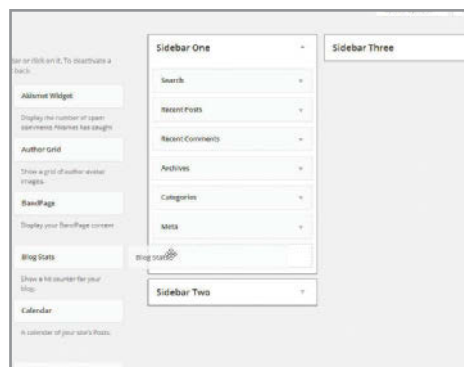 Sidebar One
Sidebar Three
bar or click on it. To deactivate a
back.
Search
Akismet Widget
Display the number of spam
comments Akismet has caught
Recent Posts
Recent Comments
Author Grid
Show a grid of author avatar
images.
Archives
BandPage
Categories
Display your BandPage content
Meta
Blog Stats
Blog Stats
Show a hit counter for your
blog.
Sidebar Two
Calendar
A calendar of your site's Posts.